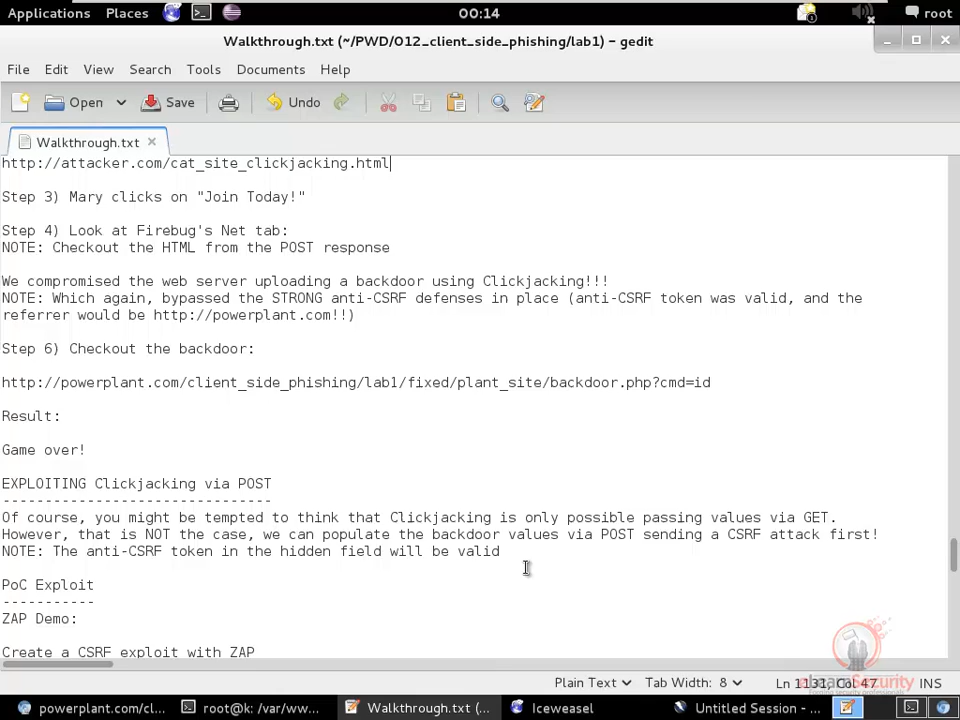 Applications Places 00:14 root
Walkthrough.txt (~/PWD/012_client_side_phishing/lab1) - gedit
File Edit View Search Tools Documents Help
Open Save Undo
Walkthrough.txt
http://attacker.com/cat_site_clickjacking.html
Step 3) Mary clicks on "Join Today!"
Step 4) Look at Firebug's Net tab:
NOTE: Checkout the HTML from the POST response
We compromised the web server uploading a backdoor using Clickjacking!!!
NOTE: Which again, bypassed the STRONG anti-CSRF defenses in place (anti-CSRF token was valid, and the
referrer would be http://powerplant.com!!)
Step 6) Checkout the backdoor:
http://powerplant.com/client_side_phishing/lab1/fixed/plant_site/backdoor.php?cmd=id
Result:
Game over!
EXPLOITING Clickjacking via POST
--------------------------------
Of course, you might be tempted to think that Clickjacking is only possible passing values via GET.
However, that is NOT the case, we can populate the backdoor values via POST sending a CSRF attack first!
NOTE: The anti-CSRF token in the hidden field will be valid
PoC Exploit
-----------
ZAP Demo:
Create a CSRF exploit with ZAP
Plain Text Tab Width: 8 Ln 1131, Col 47 INS
powerplant.com/cl... root@k: /var/ww... Walkthrough.txt (... Iceweasel Untitled Session - ...